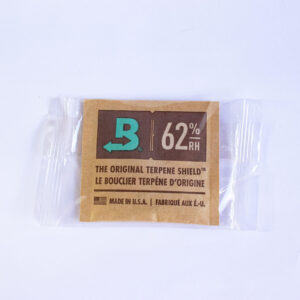 B 62%
RH
THE ORIGINAL TERPENE SHIELD™
LE BOUCLIER TERPÈNE D'ORIGINE
MADE IN U.S.A. | FABRIQUÉ AUX É.-U.